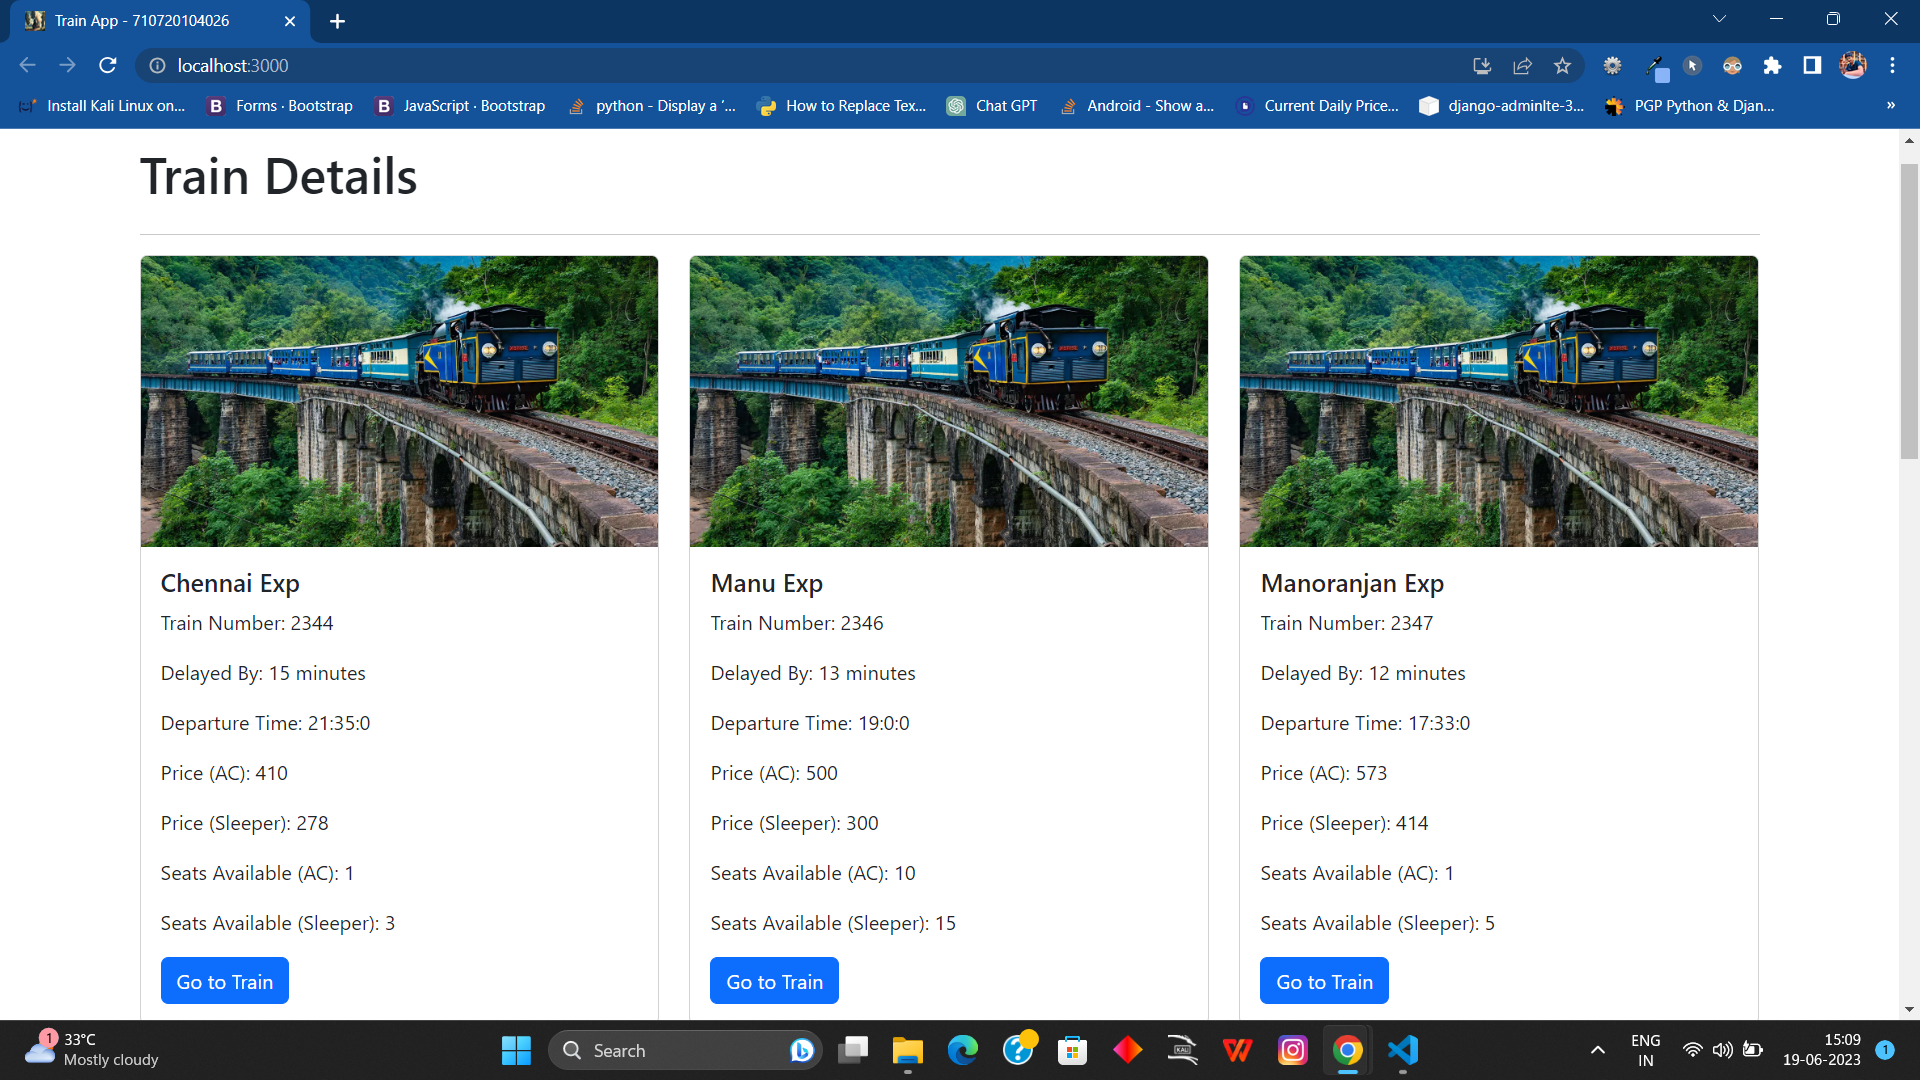 Train App - 710720104026
localhost:3000
Install Kali Linux on...
B Forms · Bootstrap
B JavaScript · Bootstrap
python - Display a ‘...
How to Replace Tex...
Chat GPT
Android - Show a...
Current Daily Price...
django-adminlte-3...
PGP Python & Djan...
»
Train Details
Chennai Exp
Train Number: 2344
Delayed By: 15 minutes
Departure Time: 21:35:0
Price (AC): 410
Price (Sleeper): 278
Seats Available (AC): 1
Seats Available (Sleeper): 3
Go to Train
Manu Exp
Train Number: 2346
Delayed By: 13 minutes
Departure Time: 19:0:0
Price (AC): 500
Price (Sleeper): 300
Seats Available (AC): 10
Seats Available (Sleeper): 15
Go to Train
Manoranjan Exp
Train Number: 2347
Delayed By: 12 minutes
Departure Time: 17:33:0
Price (AC): 573
Price (Sleeper): 414
Seats Available (AC): 1
Seats Available (Sleeper): 5
Go to Train
1
33°C
Mostly cloudy
Search
KALI
ENG
IN
15:09
19-06-2023
1